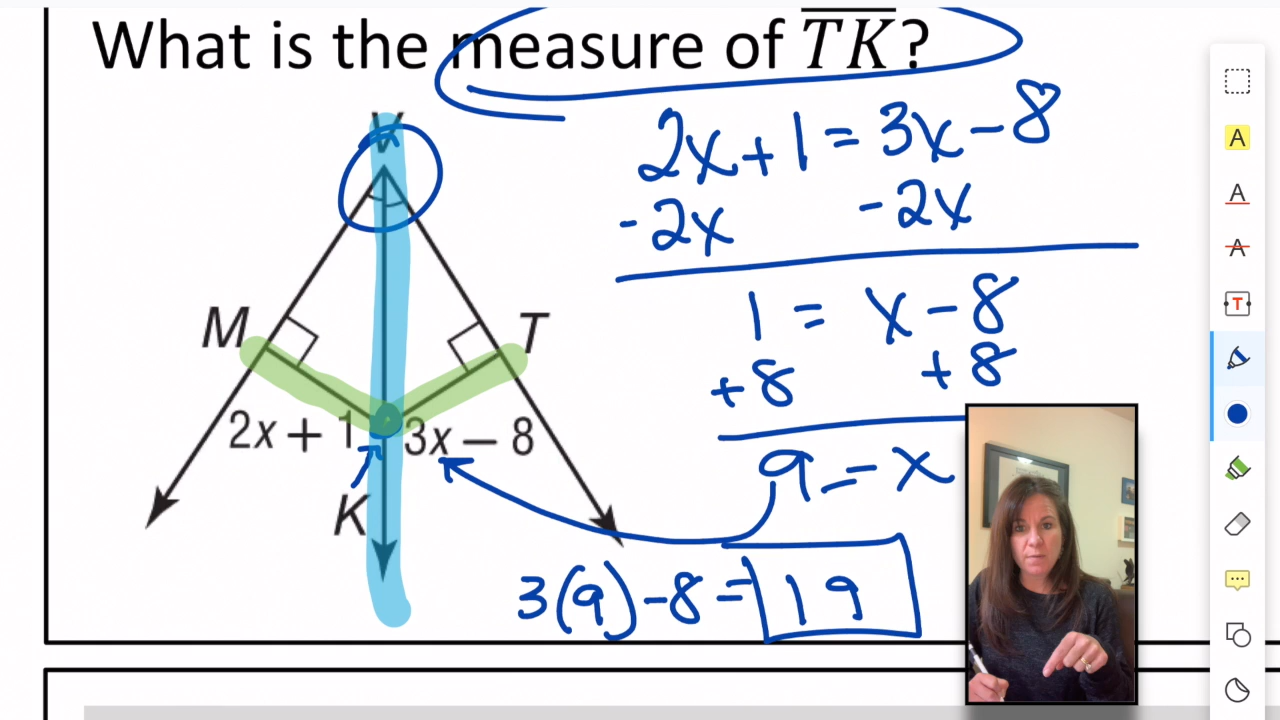 What is the measure of TK?
V
2x+1=3x-8
-2x -2x
1 = x-8
+8 +8
M T
2x + 1 3x – 8
9=x
K
3(9)-8=19
A
A
A
T